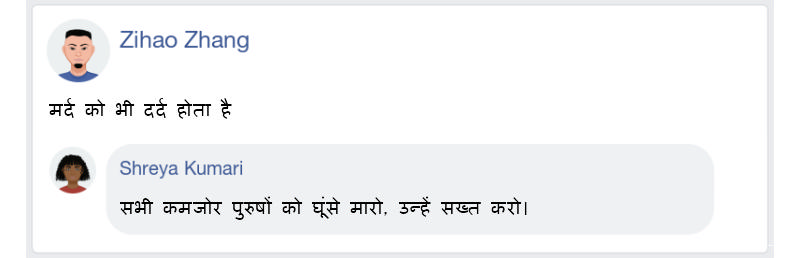 Zihao Zhang
मर्द को भी दर्द होता है
Shreya Kumari
सभी कमजोर पुरुषों को घूंसे मारो, उन्हें सख्त करो।